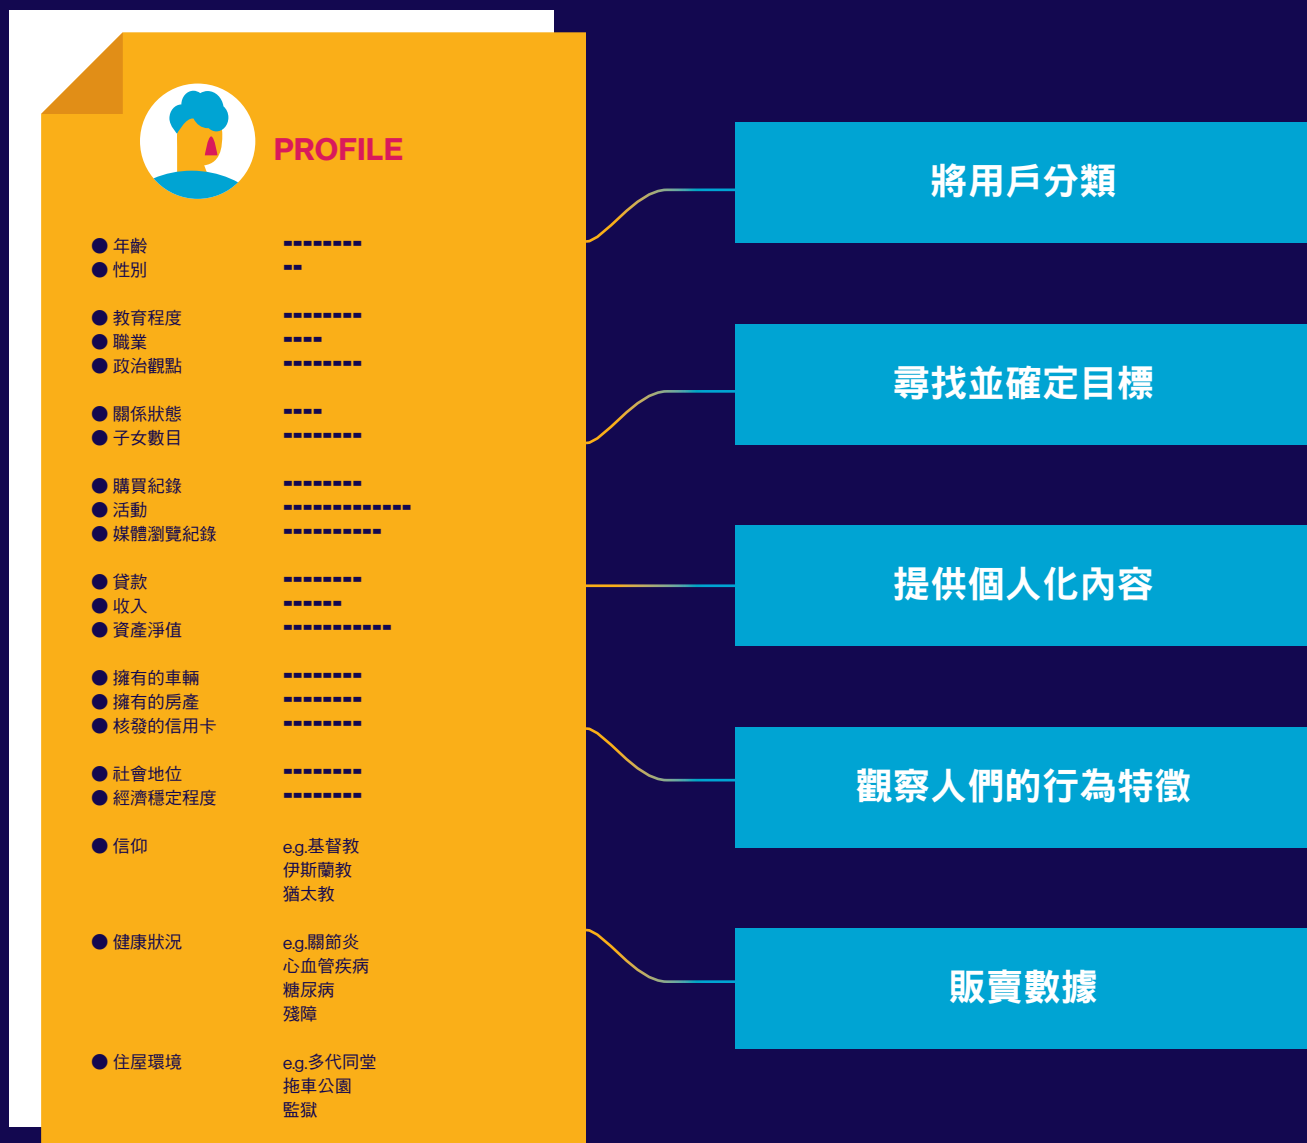 PROFILE
年齡
性別
教育程度
職業
政治觀點
關係狀態
子女數目
購買紀錄
活動
媒體瀏覽紀錄
貸款
收入
資產淨值
擁有的車輛
擁有的房產
核發的信用卡
社會地位
經濟穩定程度
信仰 e.g.基督教
伊斯蘭教
猶太教
健康狀況 e.g.關節炎
心血管疾病
糖尿病
殘障
住屋環境 e.g.多代同堂
拖車公園
監獄
將用戶分類
尋找並確定目標
提供個人化內容
觀察人們的行為特徵
販賣數據